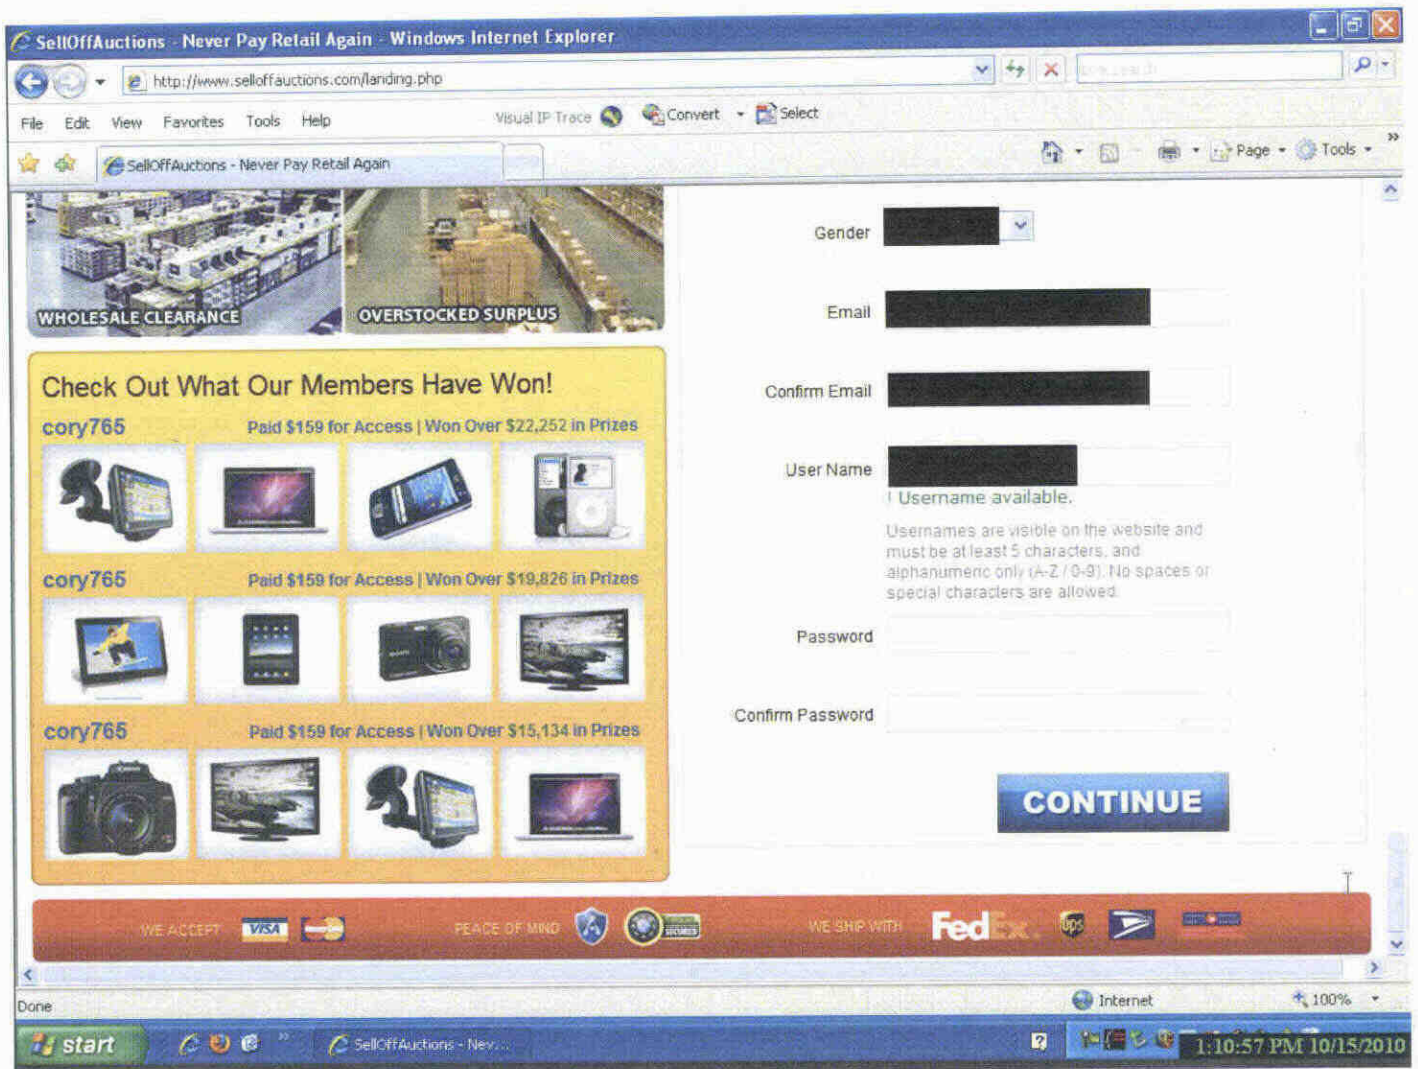 SellOffAuctions - Never Pay Retail Again - Windows Internet Explorer
http://www.selloffauctions.com/landing.php
File Edit View Favorites Tools Help
Visual IP Trace Convert Select
SellOffAuctions - Never Pay Retail Again
Page Tools
WHOLESALE CLEARANCE
OVERSTOCKED SURPLUS
Check Out What Our Members Have Won!
cory765 Paid $159 for Access | Won Over $22,252 in Prizes
cory765 Paid $159 for Access | Won Over $19,826 in Prizes
cory765 Paid $159 for Access | Won Over $15,134 in Prizes
Gender
Email
Confirm Email
User Name
Username available.
Usernames are visible on the website and
must be at least 5 characters, and
alphanumeric only (A-Z / 0-9). No spaces or
special characters are allowed.
Password
Confirm Password
CONTINUE
WE ACCEPT VISA PEACE OF MIND WE SHIP WITH FedEx. ups
Done Internet 100%
start SellOffAuctions - Nev... 1:10:57 PM 10/15/2010